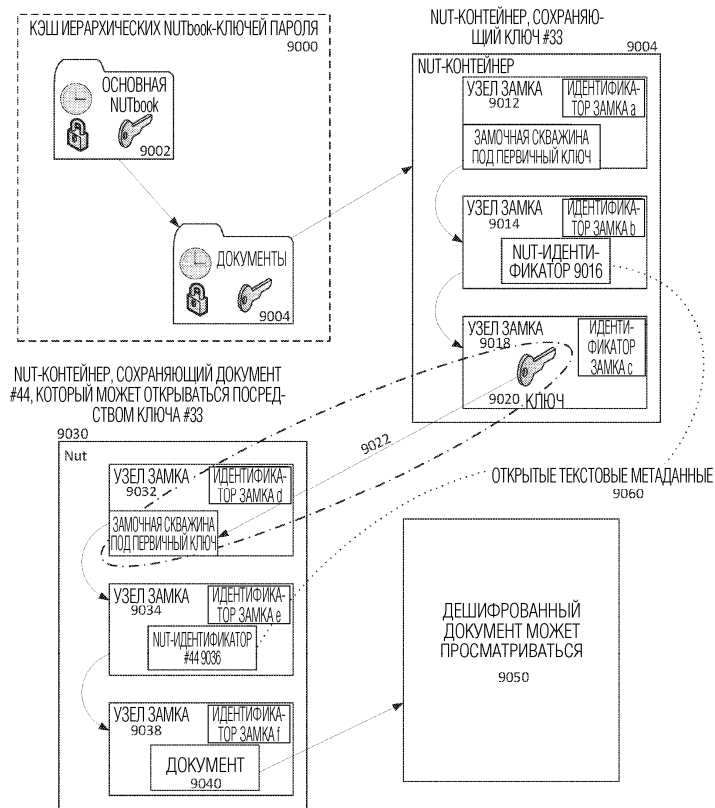 КЭШ ИЕРАРХИЧЕСКИХ NUTbook-КЛЮЧЕЙ ПАРОЛЯ
9000
ОСНОВНАЯ
NUTbook
9002
ДОКУМЕНТЫ
9004
NUT-КОНТЕЙНЕР, СОХРАНЯЮ-
ЩИЙ КЛЮЧ #33
9004
NUT-КОНТЕЙНЕР
УЗЕЛ ЗАМКА
9012
ИДЕНТИФИКА-
ТОР ЗАМКА a
ЗАМОЧНАЯ СКВАЖИНА
ПОД ПЕРВИЧНЫЙ КЛЮЧ
УЗЕЛ ЗАМКА
9014
ИДЕНТИФИКА-
ТОР ЗАМКА b
NUT-ИДЕНТИ-
ФИКАТОР 9016
УЗЕЛ ЗАМКА
9018
ИДЕНТИ-
ФИКАТОР
ЗАМКА c
9020 КЛЮЧ
NUT-КОНТЕЙНЕР, СОХРАНЯЮЩИЙ ДОКУМЕНТ
#44, КОТОРЫЙ МОЖЕТ ОТКРЫВАТЬСЯ ПОСРЕД-
СТВОМ КЛЮЧА #33
9030
9022
Nut
УЗЕЛ ЗАМКА
9032
ИДЕНТИФИКА-
ТОР ЗАМКА d
ЗАМОЧНАЯ СКВАЖИНА
ПОД ПЕРВИЧНЫЙ КЛЮЧ
УЗЕЛ ЗАМКА
9034
ИДЕНТИФИКА-
ТОР ЗАМКА e
NUT-ИДЕНТИФИКАТОР
#44 9036
УЗЕЛ ЗАМКА
9038
ИДЕНТИФИКА-
ТОР ЗАМКА f
ДОКУМЕНТ
9040
ОТКРЫТЫЕ ТЕКСТОВЫЕ МЕТАДАННЫЕ
9060
ДЕШИФРОВАННЫЙ
ДОКУМЕНТ МОЖЕТ
ПРОСМАТРИВАТЬСЯ
9050